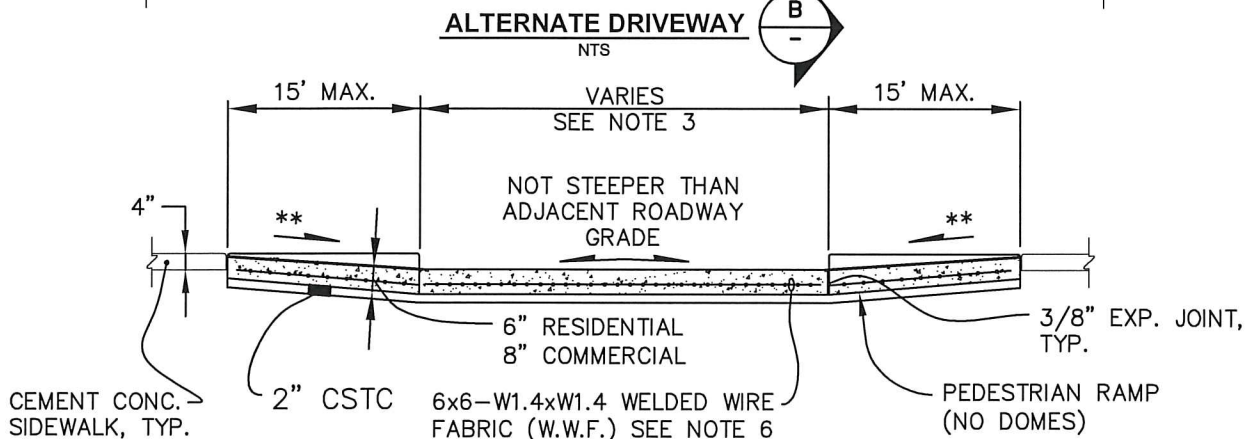 ALTERNATE DRIVEWAY
NTS
B
-
15' MAX.
VARIES
SEE NOTE 3
15' MAX.
4"
**
NOT STEEPER THAN
ADJACENT ROADWAY
GRADE
**
6" RESIDENTIAL
8" COMMERCIAL
3/8" EXP. JOINT,
TYP.
CEMENT CONC.
SIDEWALK, TYP.
2" CSTC
6x6-W1.4xW1.4 WELDED WIRE
FABRIC (W.W.F.) SEE NOTE 6
PEDESTRIAN RAMP
(NO DOMES)